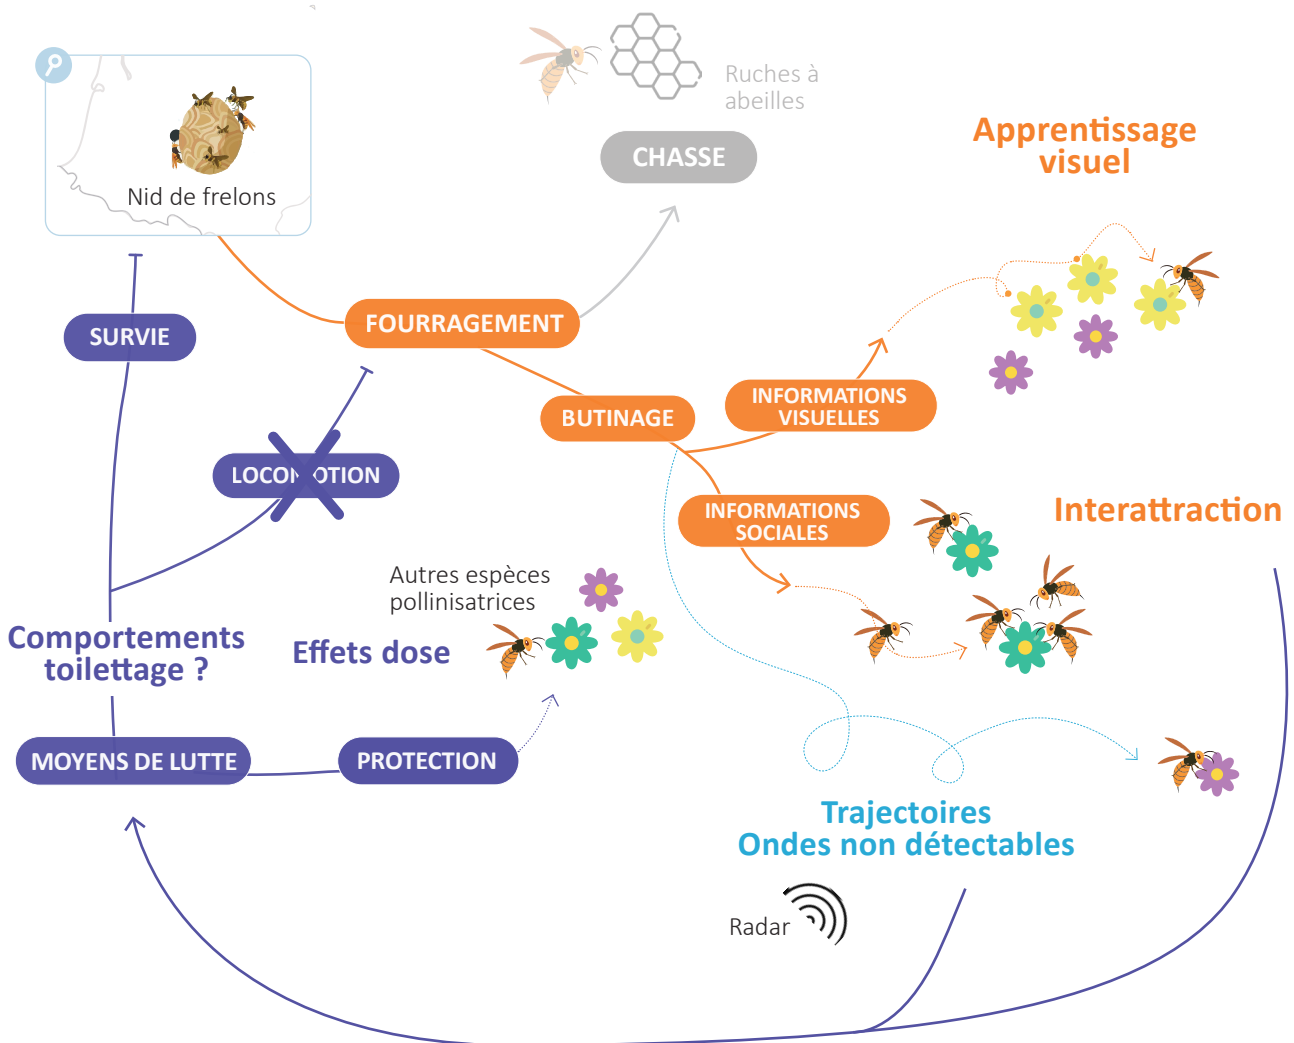 Ruches à
abeilles
CHASSE
Apprentissage
visuel
Nid de frelons
FOURRAGEMENT
SURVIE
INFORMATIONS
VISUELLES
BUTINAGE
LOCOMOTION
INFORMATIONS
SOCIALES
Interattraction
Autres espèces
pollinisatrices
Comportements
toilettage ?
Effets dose
MOYENS DE LUTTE
PROTECTION
Trajectoires
Ondes non détectables
Radar